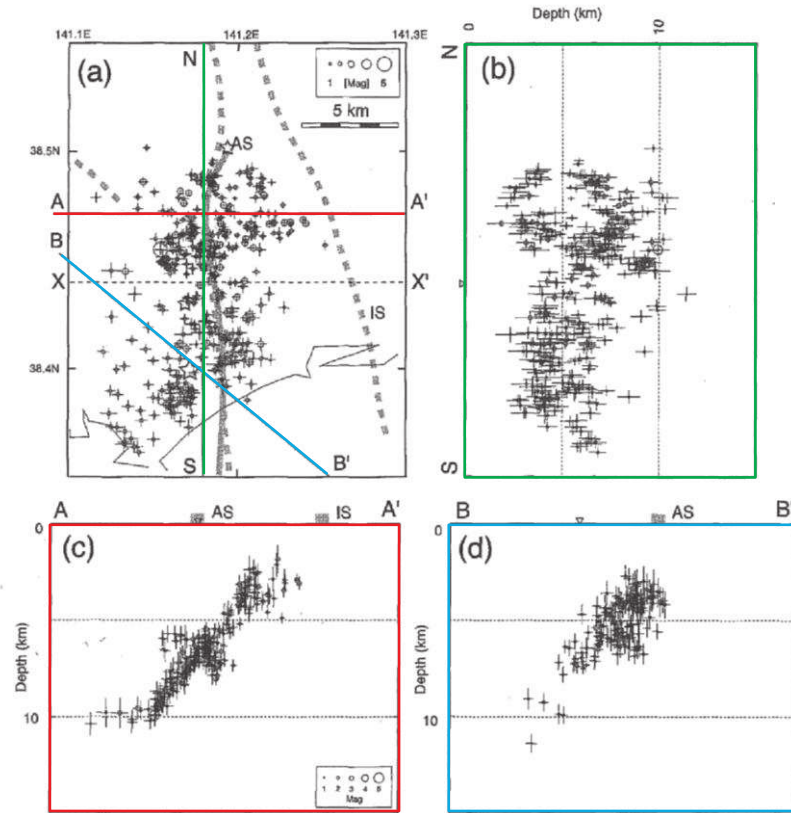 141.1E 141.2E 141.3E
(a)
N
1 [Mag] 5
5 km
38.5N
AS
A A'
B
X X'
IS
38.4N
S B'
Depth (km)
0 10
N
(b)
S
A A'
AS IS
0
(c)
Depth (km)
10
1 2 3 4 5
Mag
B B'
AS
0
(d)
Depth (km)
10